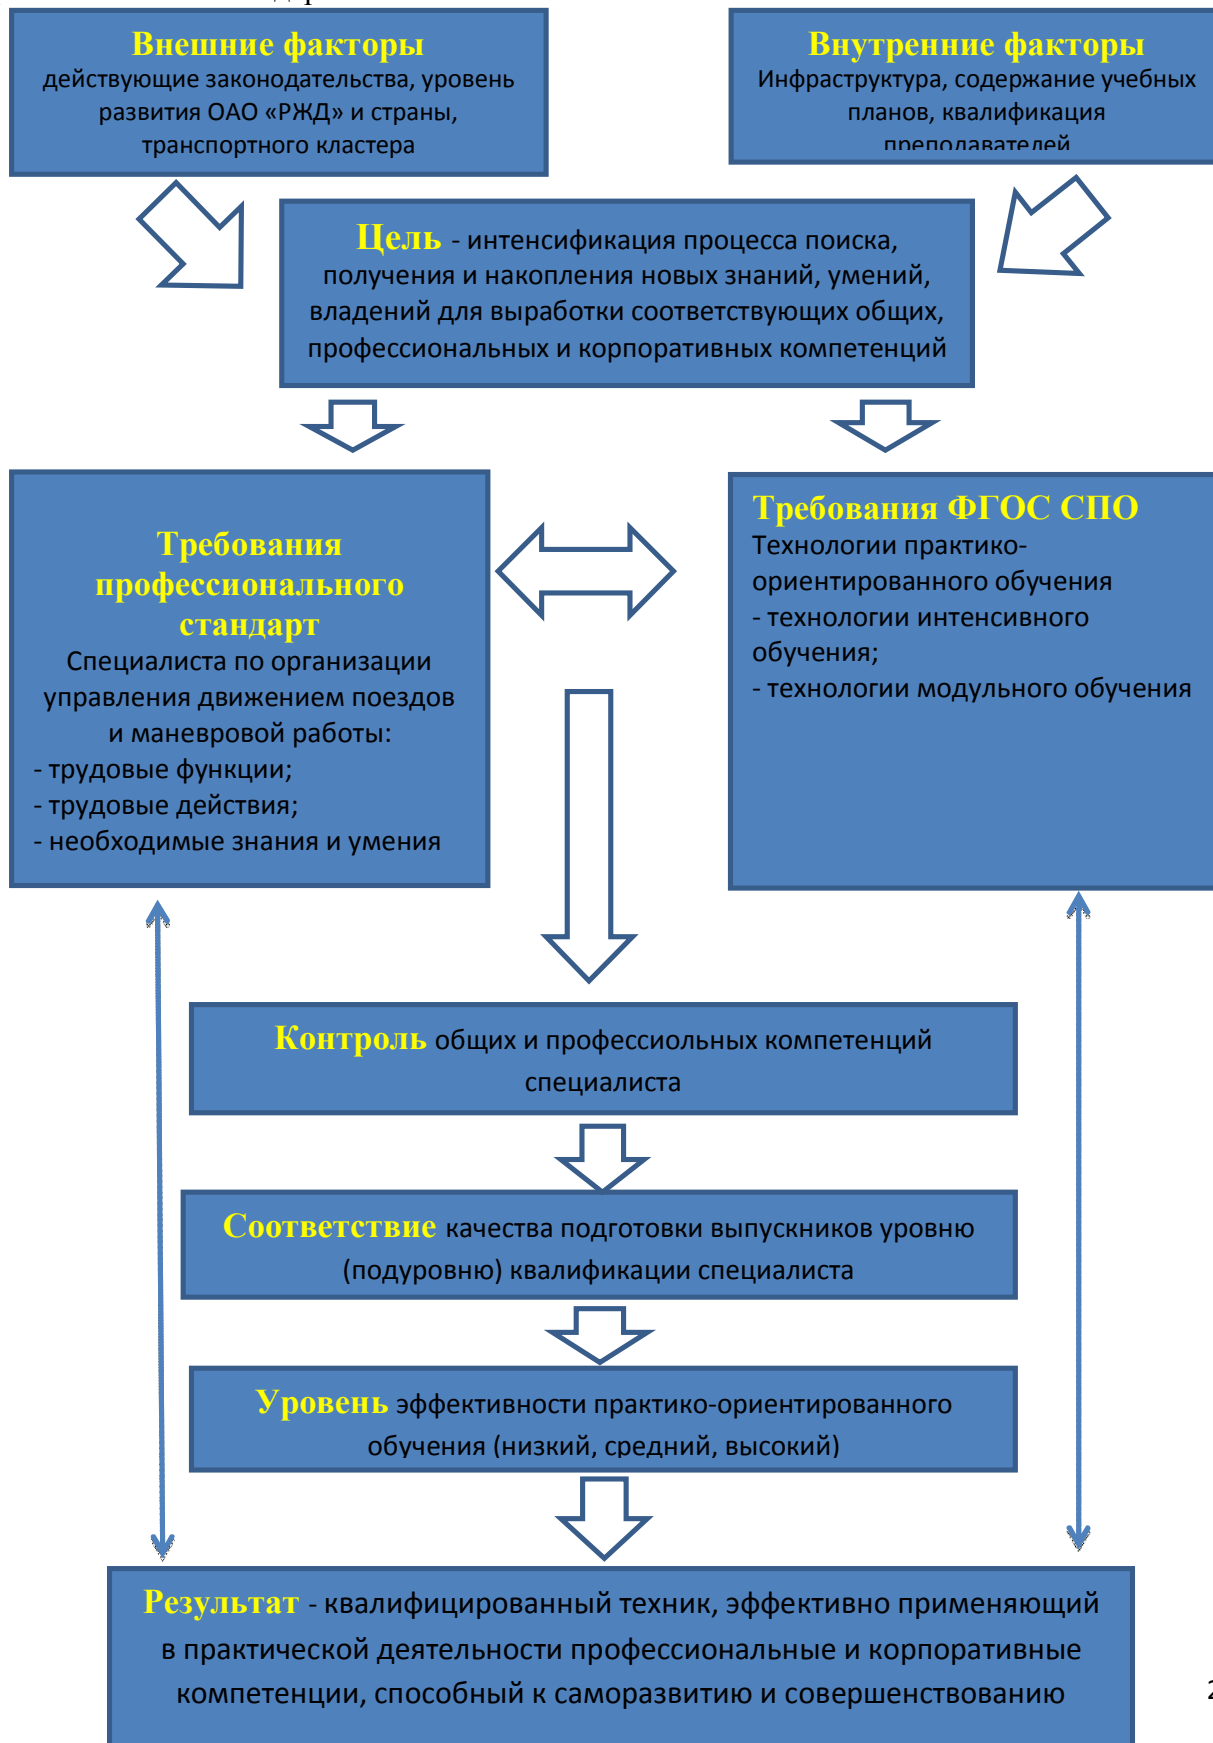 Внешние факторы
действующие законодательства, уровень
развития ОАО «РЖД» и страны,
транспортного кластера
Внутренние факторы
Инфраструктура, содержание учебных
планов, квалификация
преподавателей
Цель - интенсификация процесса поиска,
получения и накопления новых знаний, умений,
владений для выработки соответствующих общих,
профессиональных и корпоративных компетенций
Требования
профессионального
стандарт
Специалиста по организации
управления движением поездов
и маневровой работы:
- трудовые функции;
- трудовые действия;
- необходимые знания и умения
Требования ФГОС СПО
Технологии практико-
ориентированного обучения
- технологии интенсивного
обучения;
- технологии модульного обучения
Контроль общих и профессиольных компетенций
специалиста
Соответствие качества подготовки выпускников уровню
(подуровню) квалификации специалиста
Уровень эффективности практико-ориентированного
обучения (низкий, средний, высокий)
Результат - квалифицированный техник, эффективно применяющий
в практической деятельности профессиональные и корпоративные
компетенции, способный к саморазвитию и совершенствованию